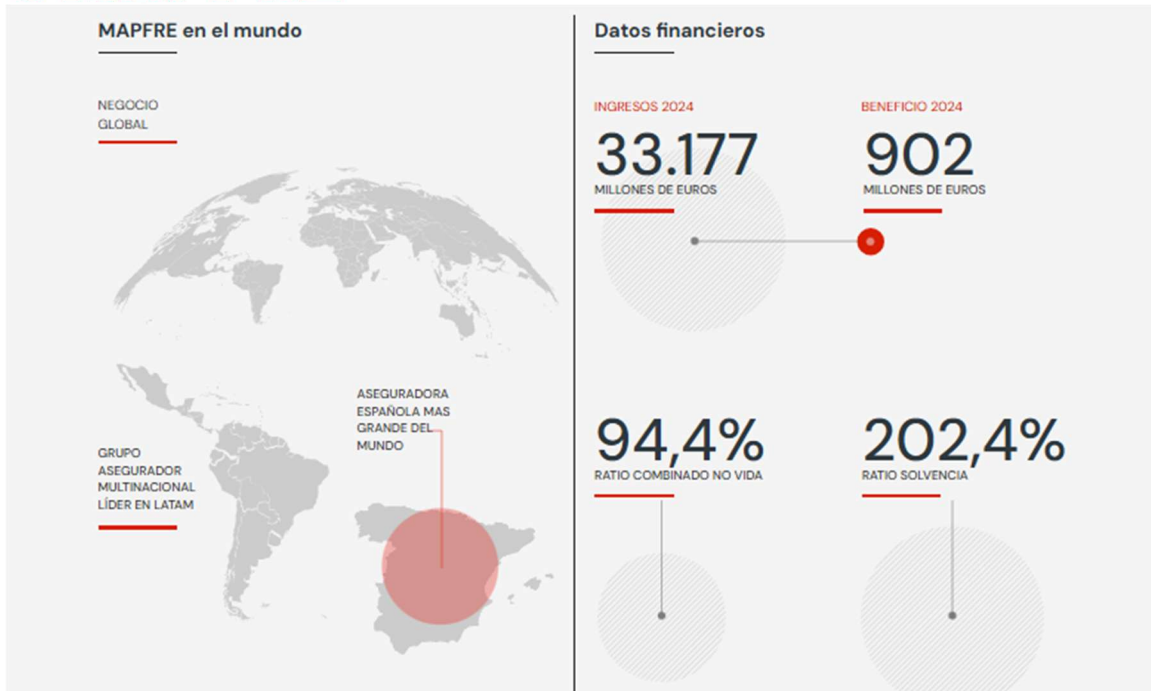 MAPFRE en el mundo
NEGOCIO
GLOBAL
GRUPO
ASEGURADOR
MULTINACIONAL
LÍDER EN LATAM
ASEGURADORA
ESPAÑOLA MAS
GRANDE DEL
MUNDO
Datos financieros
INGRESOS 2024
33.177
MILLONES DE EUROS
BENEFICIO 2024
902
MILLONES DE EUROS
94,4%
RATIO COMBINADO NO VIDA
202,4%
RATIO SOLVENCIA